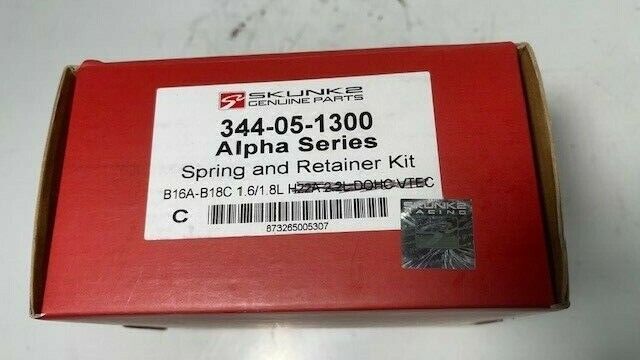 SKUNK2
GENUINE PARTS
344-05-1300
Alpha Series
Spring and Retainer Kit
B16A-B18C 1.6/1.8L H22A 2.2L DOHC VTEC
C
873265005307
SKUNK2
RACING